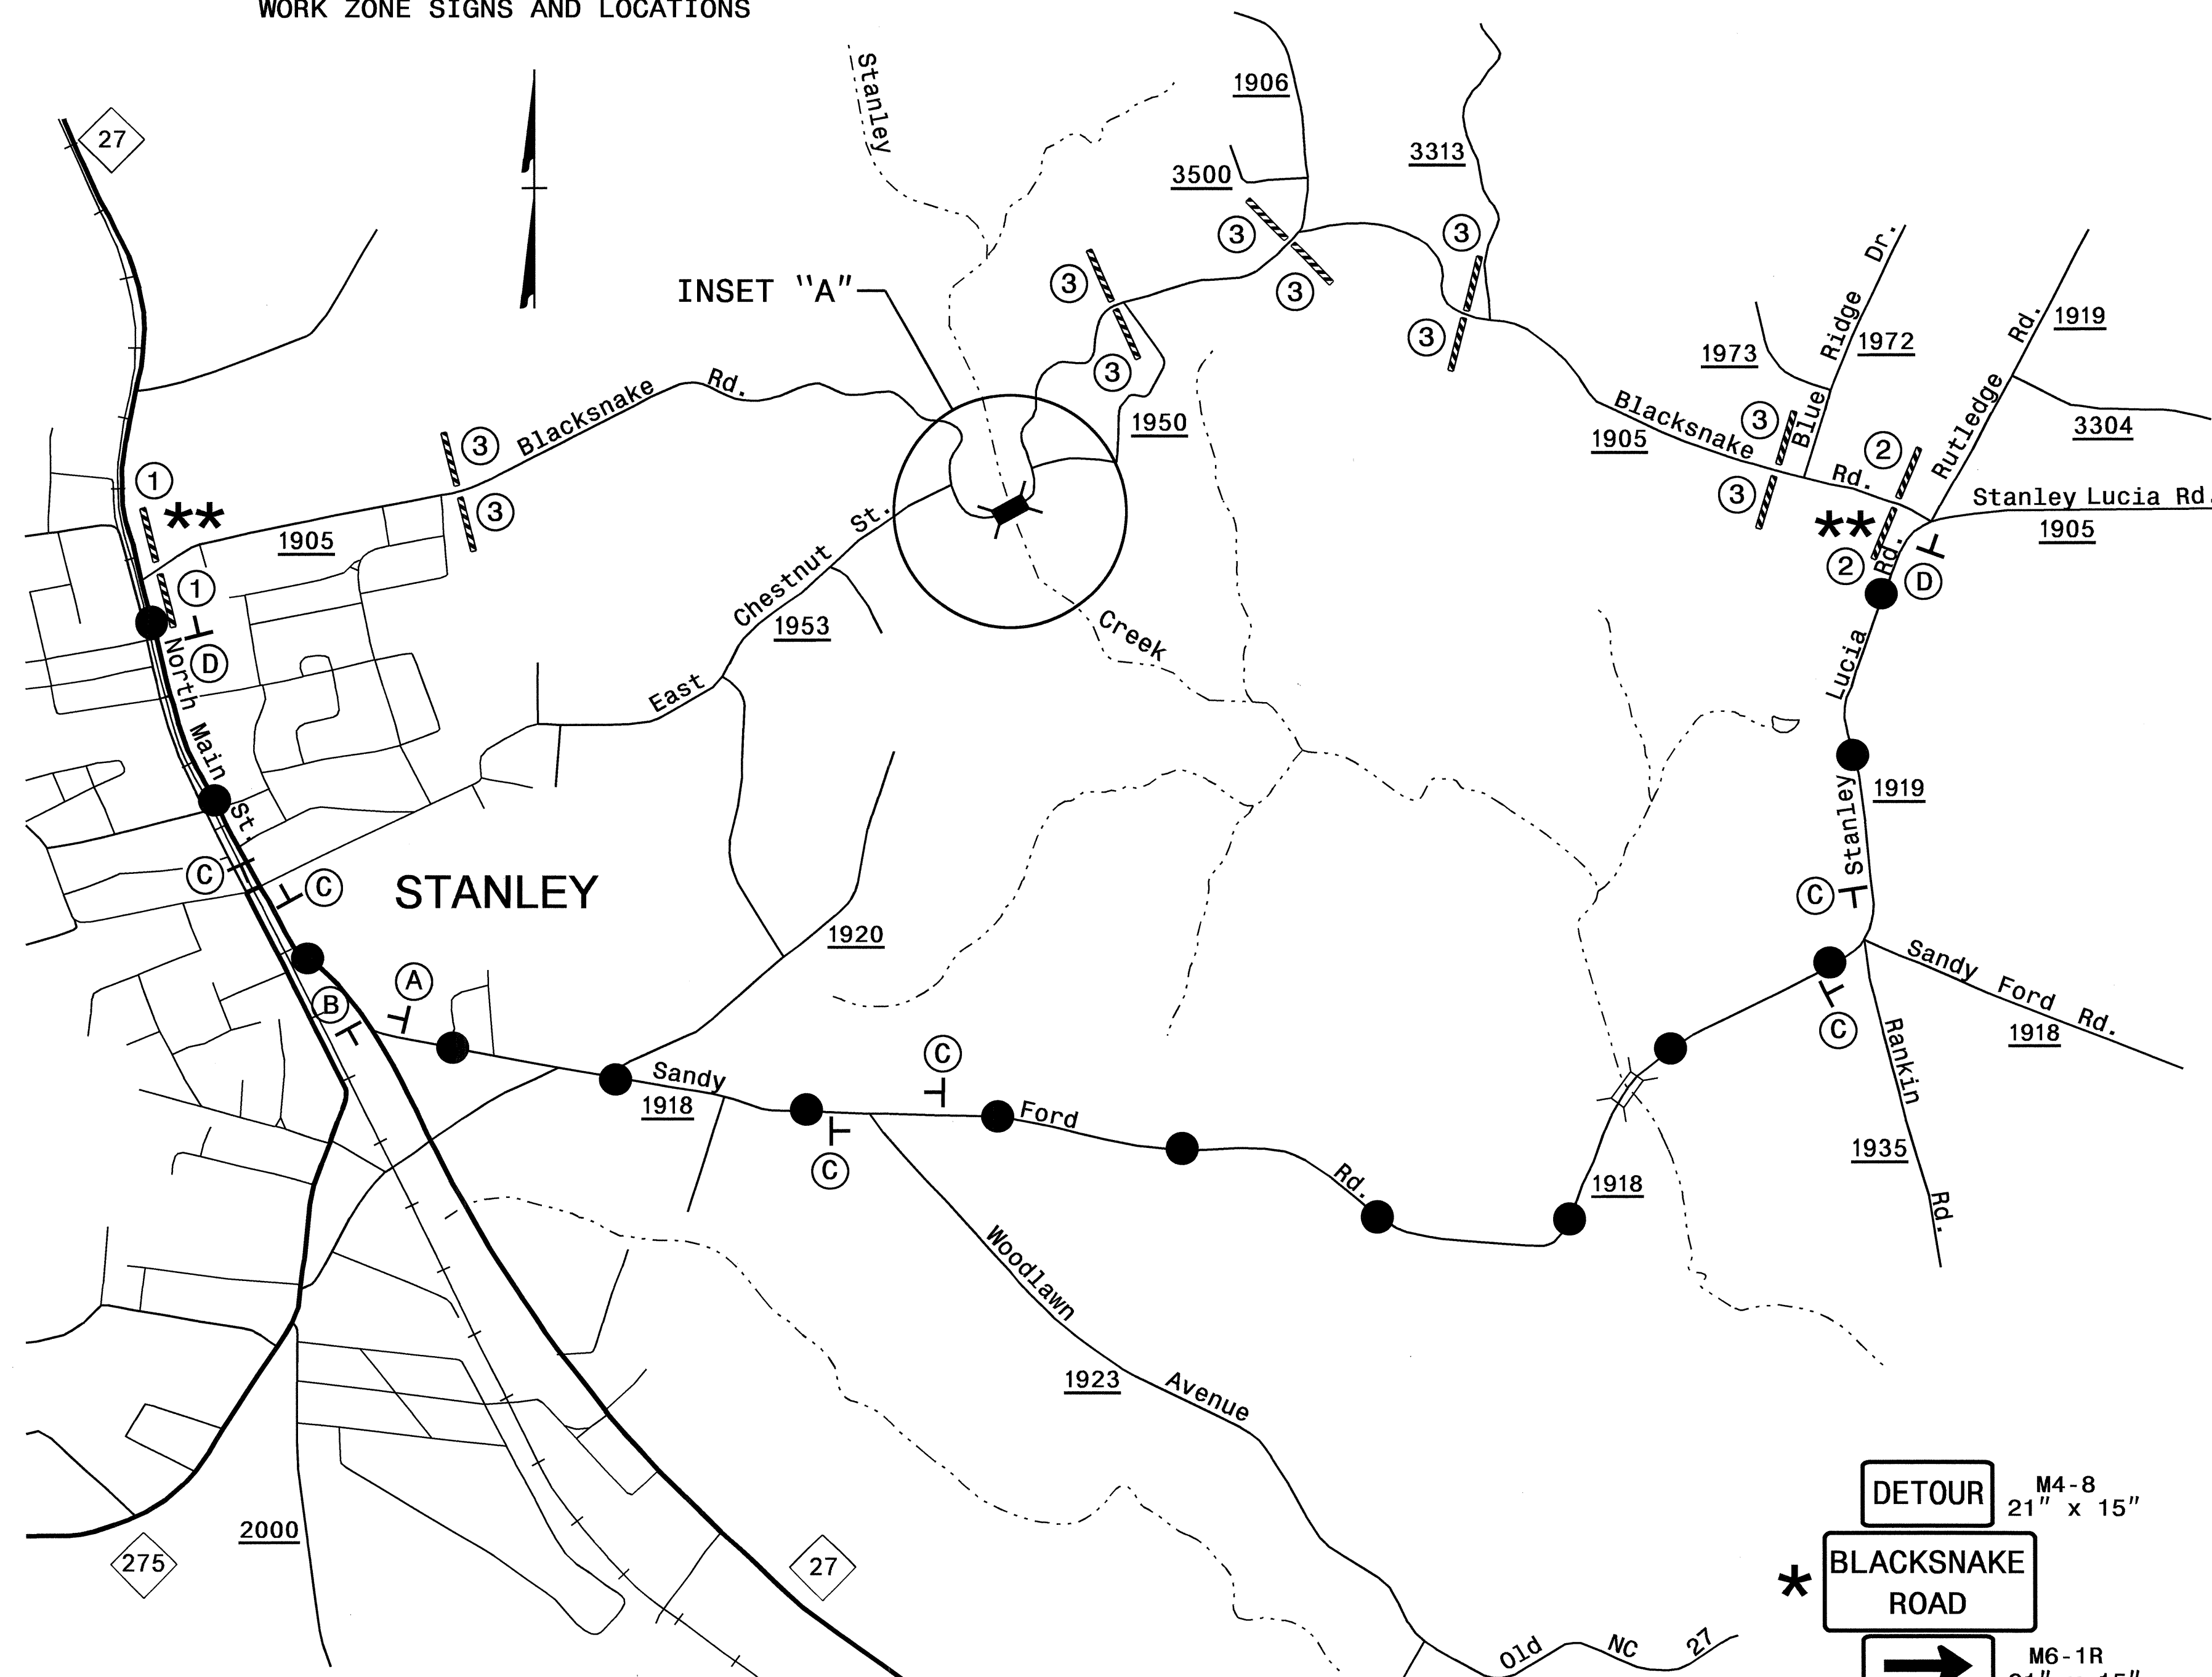 WORK ZONE SIGNS AND LOCATIONS
27
Stanley
1906
3500
3313
3
3
3
3
3
3
INSET "A"
Blue Ridge Dr.
1972
1973
Rutledge Rd.
1919
3304
1950
Blacksnake Rd.
1905
3
3
2
2
**
Stanley Lucia Rd.
1905
D
Blacksnake Rd.
3
3
1905
1
**
1
D
North Main St.
East Chestnut St.
1953
Creek
Stanley Lucia Rd.
1919
C
C
C
STANLEY
1920
A
B
Sandy Ford Rd.
1918
C
C
1918
C
Sandy Ford Rd.
1918
Rankin Rd.
1935
Woodlawn Avenue
1923
2000
275
27
Old NC 27
DETOUR
M4-8
21" x 15"
*
BLACKSNAKE
ROAD
M6-1R